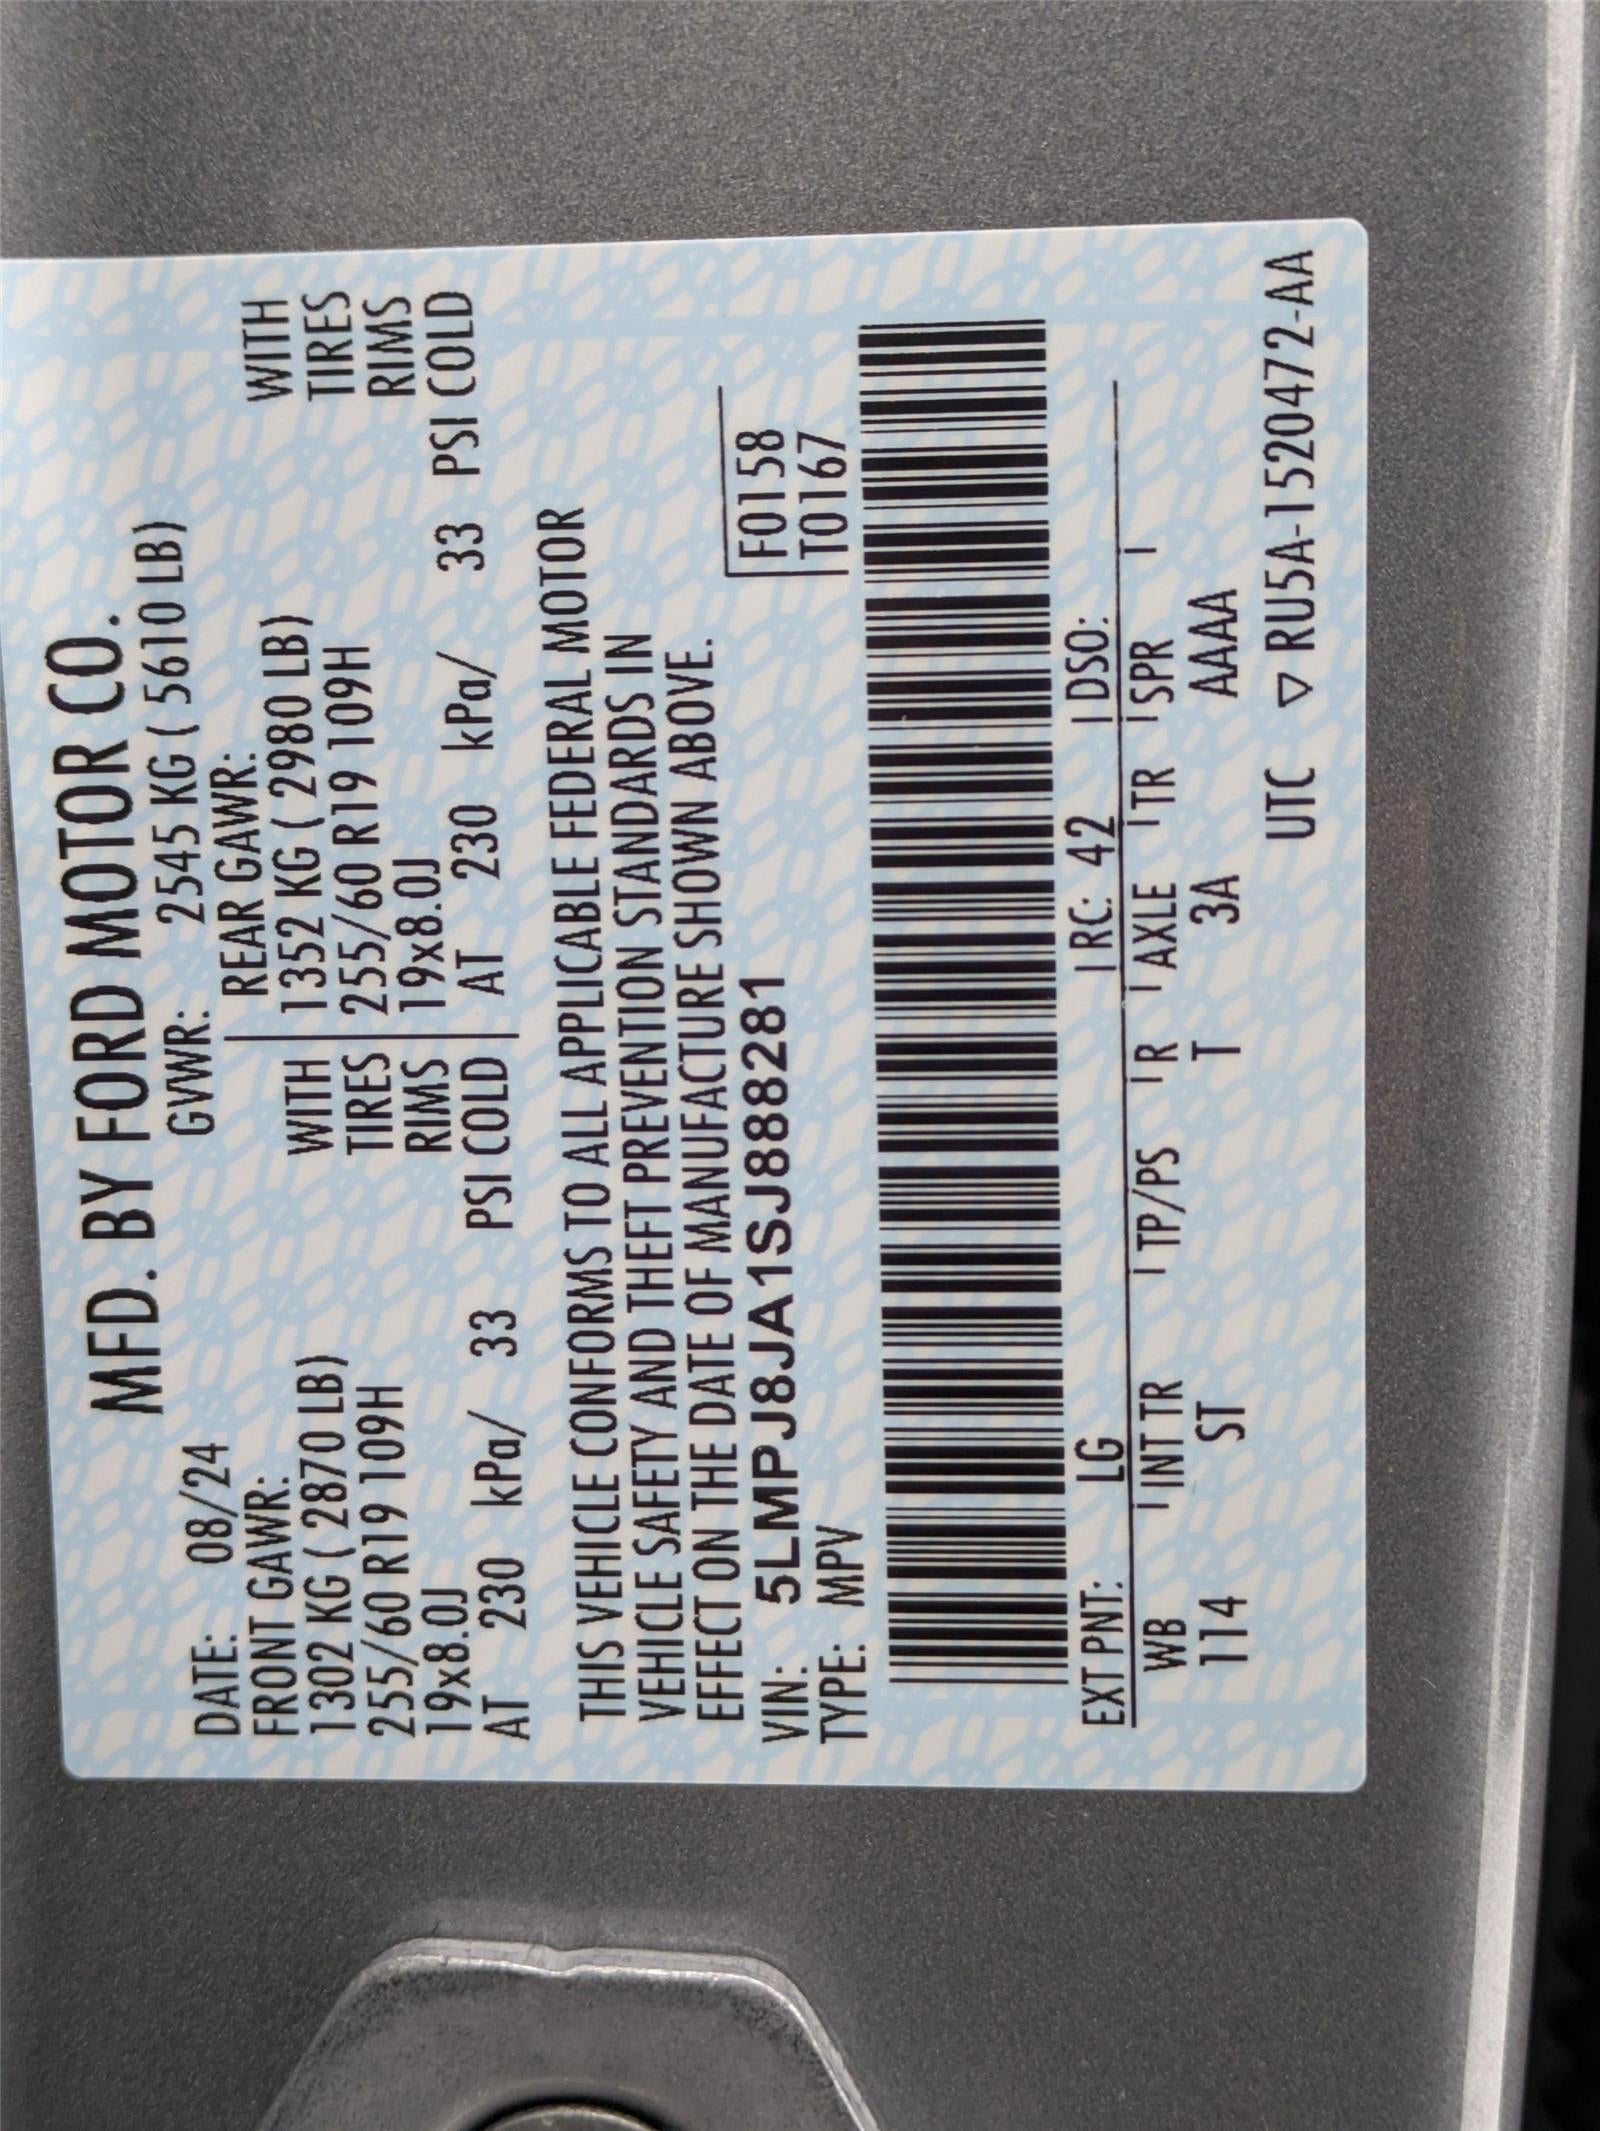 MFD. BY FORD MOTOR CO.
DATE: 08/24 GVWR: 2545 KG ( 5610 LB)
FRONT GAWR: REAR GAWR:
1302 KG ( 2870 LB) WITH 1352 KG ( 2980 LB) WITH
255/60 R19 109H TIRES 255/60 R19 109H TIRES
19x8.0J RIMS 19x8.0J RIMS
AT 230 kPa/ 33 PSI COLD AT 230 kPa/ 33 PSI COLD
THIS VEHICLE CONFORMS TO ALL APPLICABLE FEDERAL MOTOR
VEHICLE SAFETY AND THEFT PREVENTION STANDARDS IN
EFFECT ON THE DATE OF MANUFACTURE SHOWN ABOVE.
VIN: 5LMPJ8JA1SJ888281 F0158
TYPE: MPV T0167
EXT PNT: LG RC: 42 DSO:
WB INT TR TP/PS R AXLE TR SPR
114 ST T 3A AAAA
UTC ▽ RU5A-1520472-AA